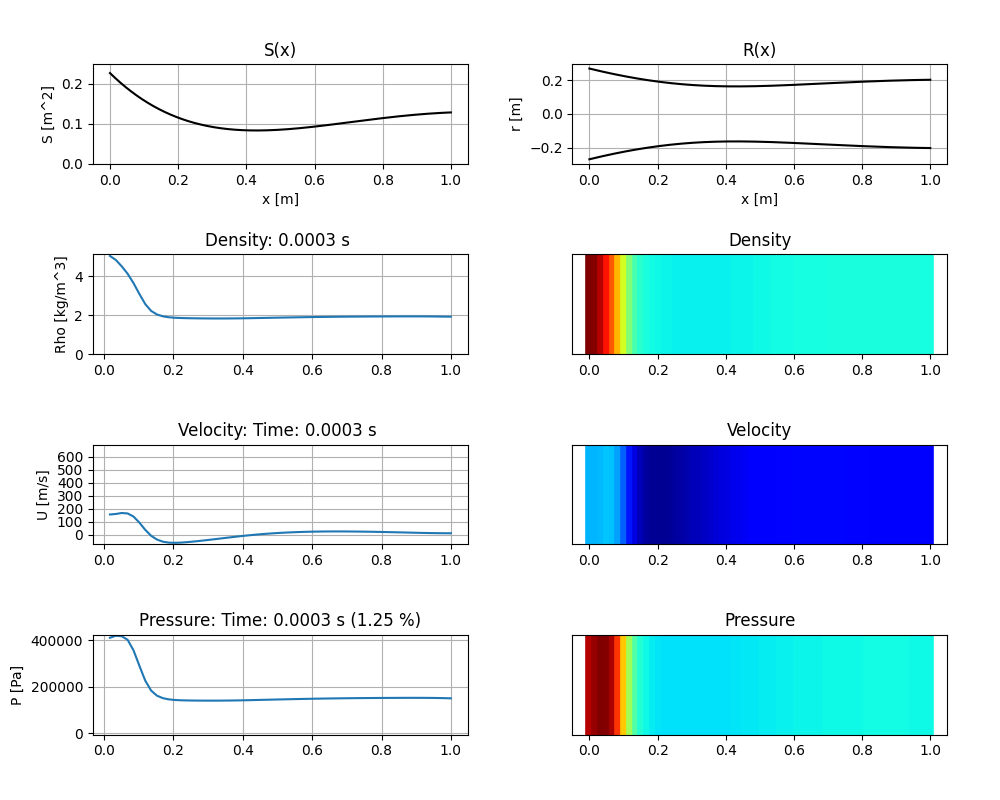 S(x)
S [m^2]
0.2
0.1
0.0
0.0 0.2 0.4 0.6 0.8 1.0
x [m]
R(x)
r [m]
0.2
0.0
−0.2
0.0 0.2 0.4 0.6 0.8 1.0
x [m]
Density: 0.0003 s
Rho [kg/m^3]
4
2
0
0.0 0.2 0.4 0.6 0.8 1.0
Density
0.0 0.2 0.4 0.6 0.8 1.0
Velocity: Time: 0.0003 s
U [m/s]
600
500
400
300
200
100
0
0.0 0.2 0.4 0.6 0.8 1.0
Velocity
0.0 0.2 0.4 0.6 0.8 1.0
Pressure: Time: 0.0003 s (1.25 %)
P [Pa]
400000
200000
0
0.0 0.2 0.4 0.6 0.8 1.0
Pressure
0.0 0.2 0.4 0.6 0.8 1.0